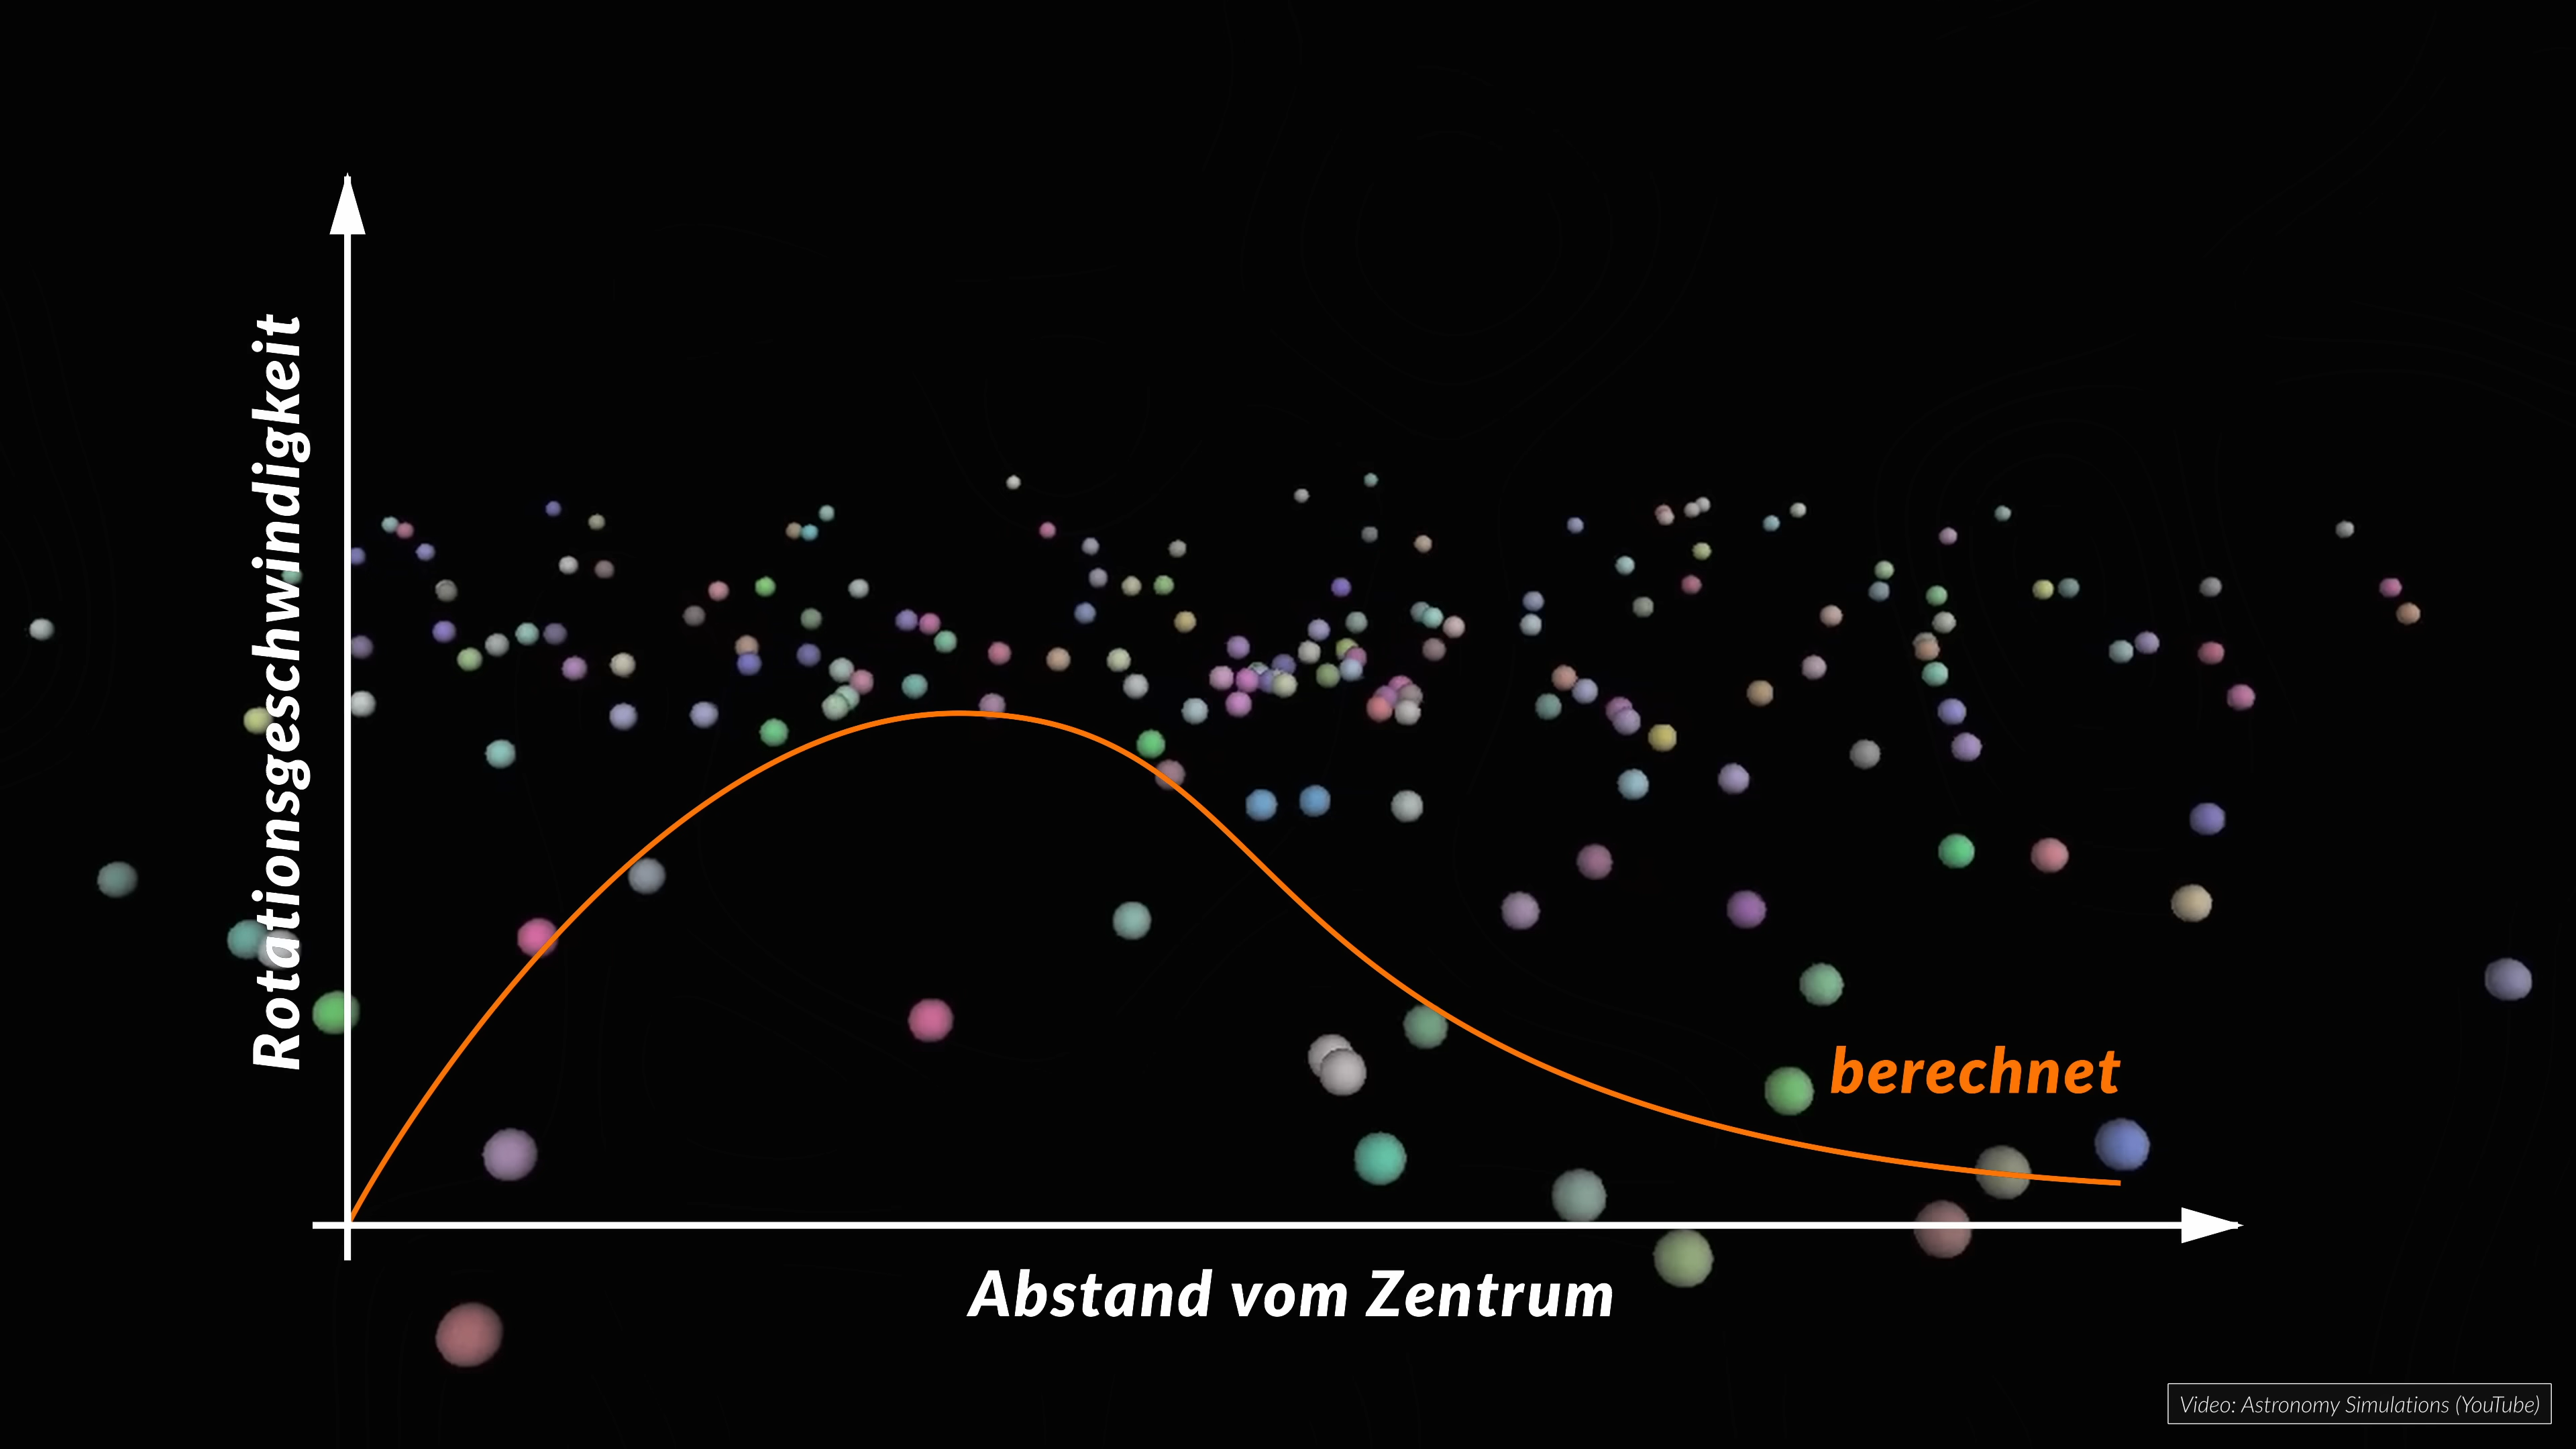 Rotationsgeschwindigkeit
berechnet
Abstand vom Zentrum
Video: Astronomy Simulations (YouTube)